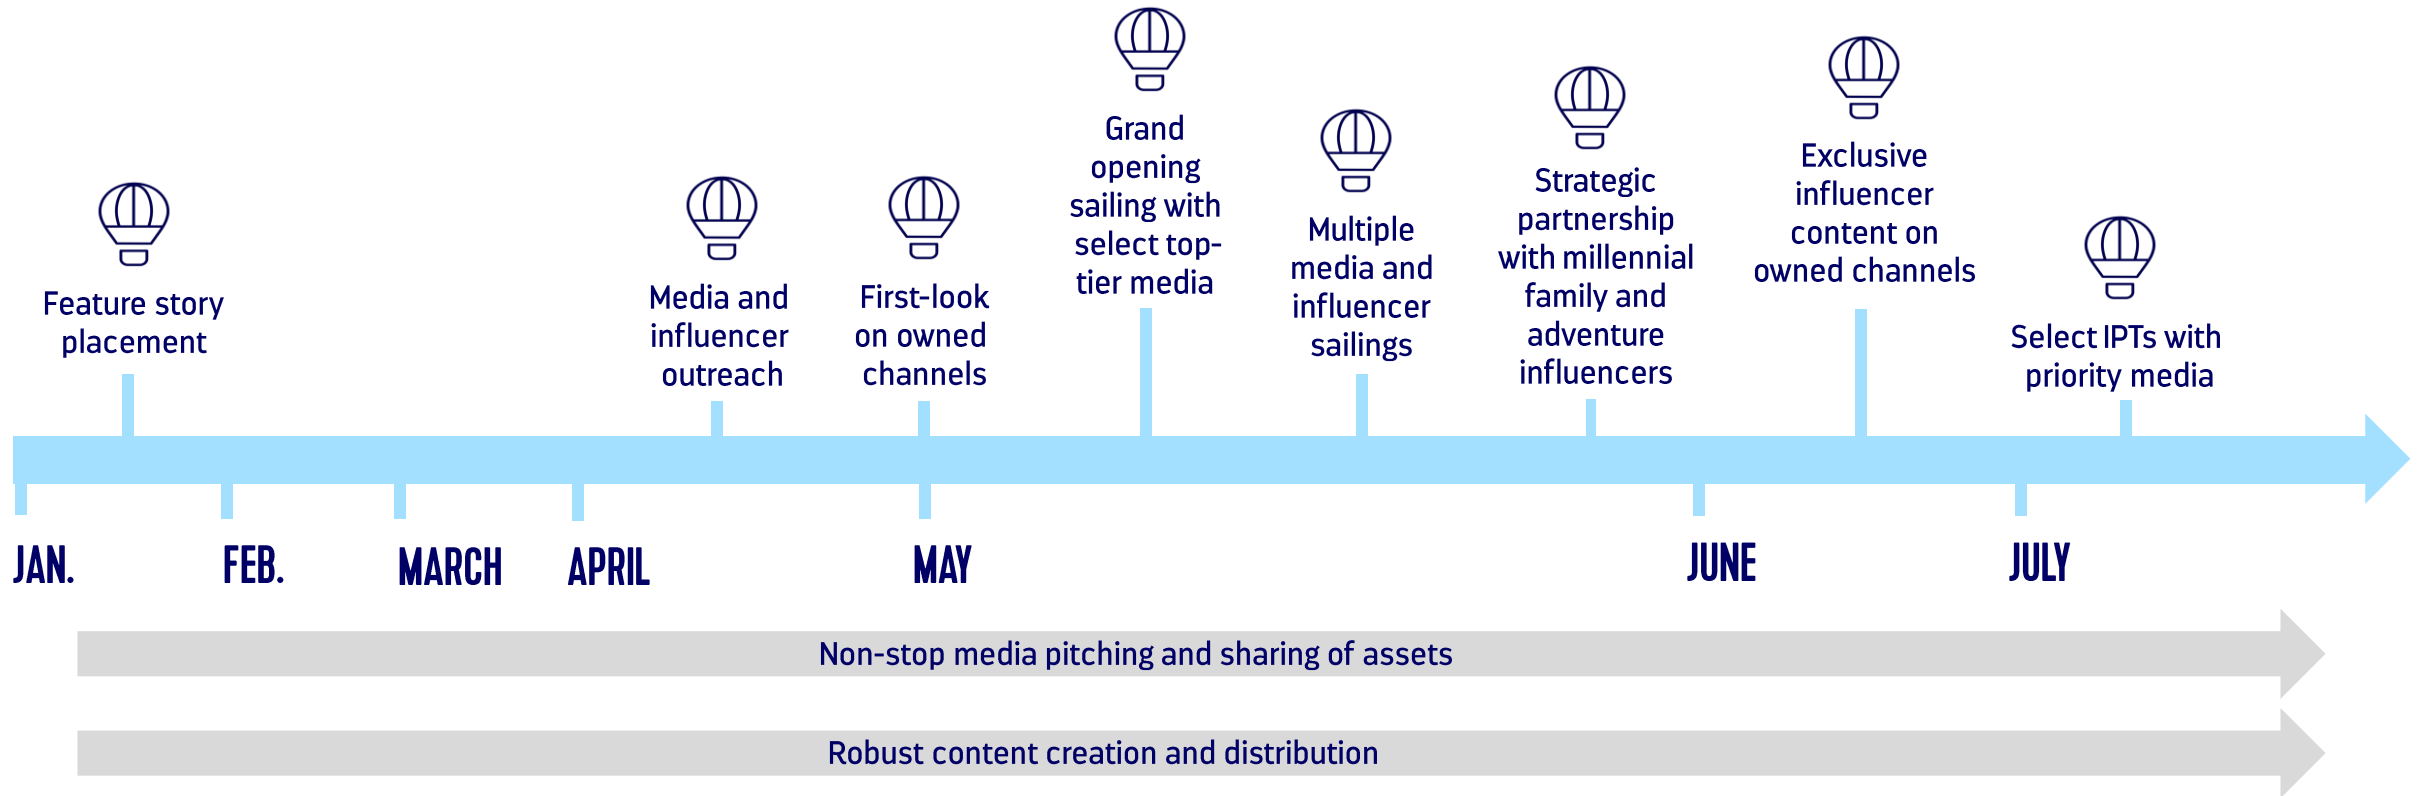 Feature story
placement
Media and
influencer
outreach
First-look
on owned
channels
Grand
opening
sailing with
select top-
tier media
Multiple
media and
influencer
sailings
Strategic
partnership
with millennial
family and
adventure
influencers
Exclusive
influencer
content on
owned channels
Select IPTs with
priority media
JAN.
FEB.
MARCH
APRIL
MAY
JUNE
JULY
Non-stop media pitching and sharing of assets
Robust content creation and distribution